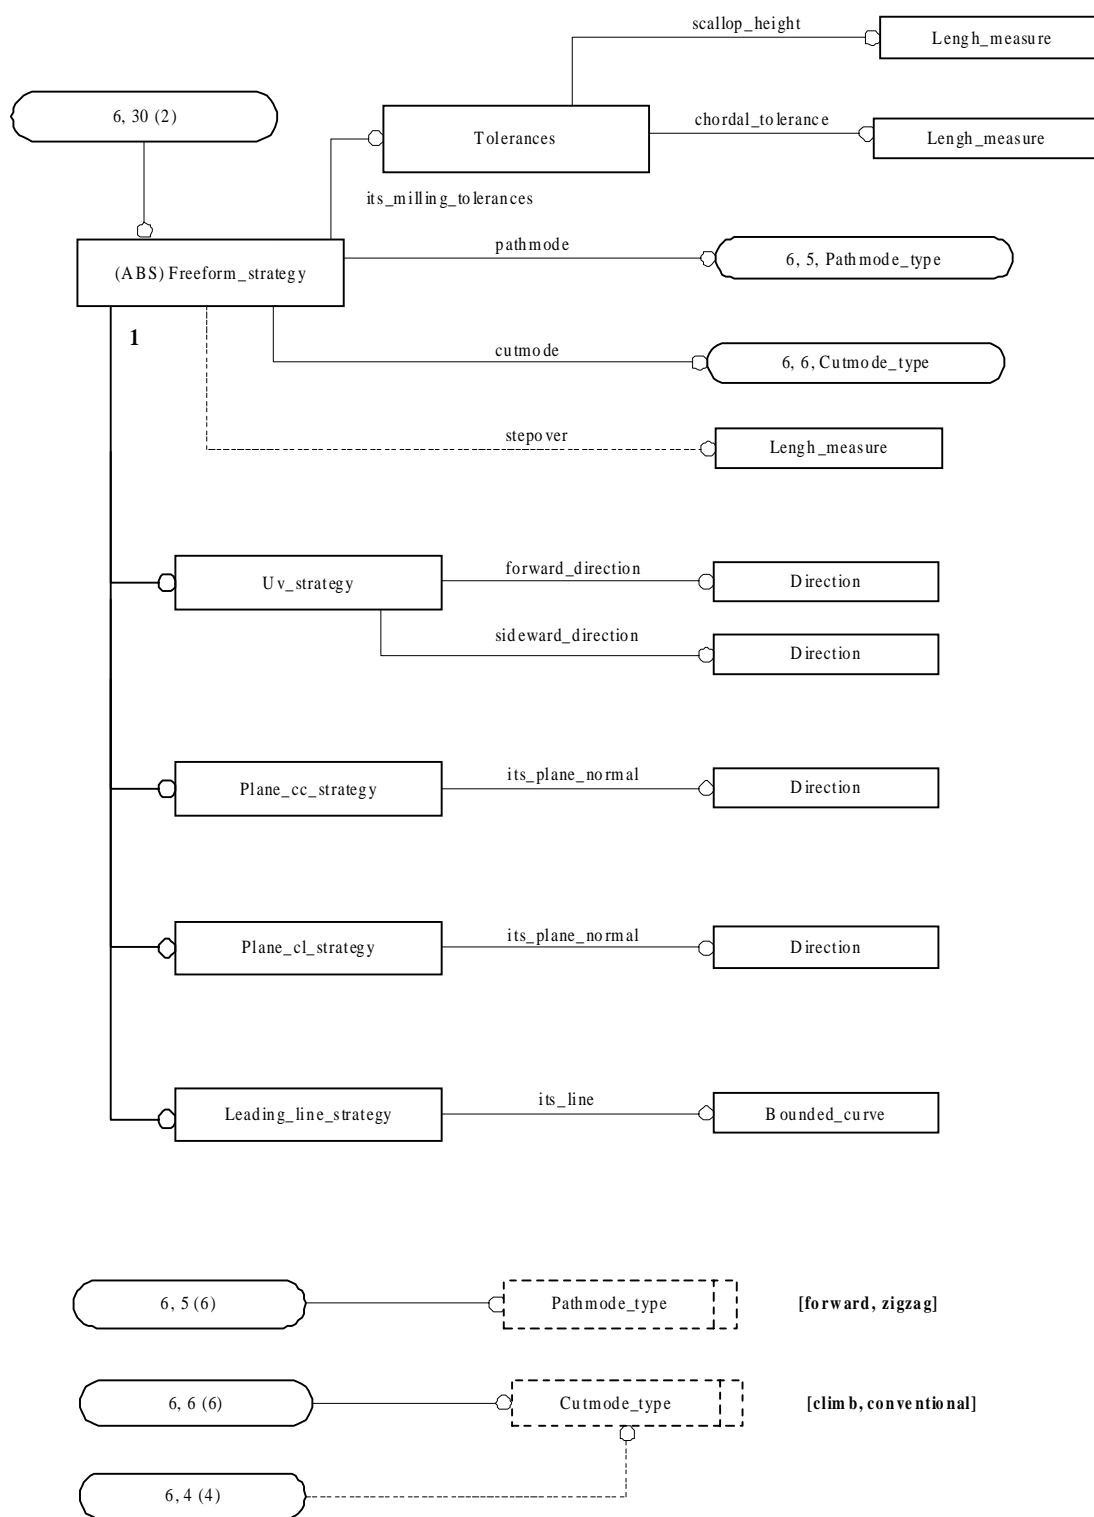 scallop_height
Lengh_measure
6, 30 (2)
Tolerances
chordal_tolerance
Lengh_measure
its_milling_tolerances
(ABS) Freeform_strategy
pathmode
6, 5, Pathmode_type
1
cutmode
6, 6, Cutmode_type
stepover
Lengh_measure
Uv_strategy
forward_direction
Direction
sideward_direction
Direction
Plane_cc_strategy
its_plane_normal
Direction
Plane_cl_strategy
its_plane_normal
Direction
Leading_line_strategy
its_line
Bounded_curve
6, 5 (6)
Pathmode_type
[forward, zigzag]
6, 6 (6)
Cutmode_type
[climb, conventional]
6, 4 (4)